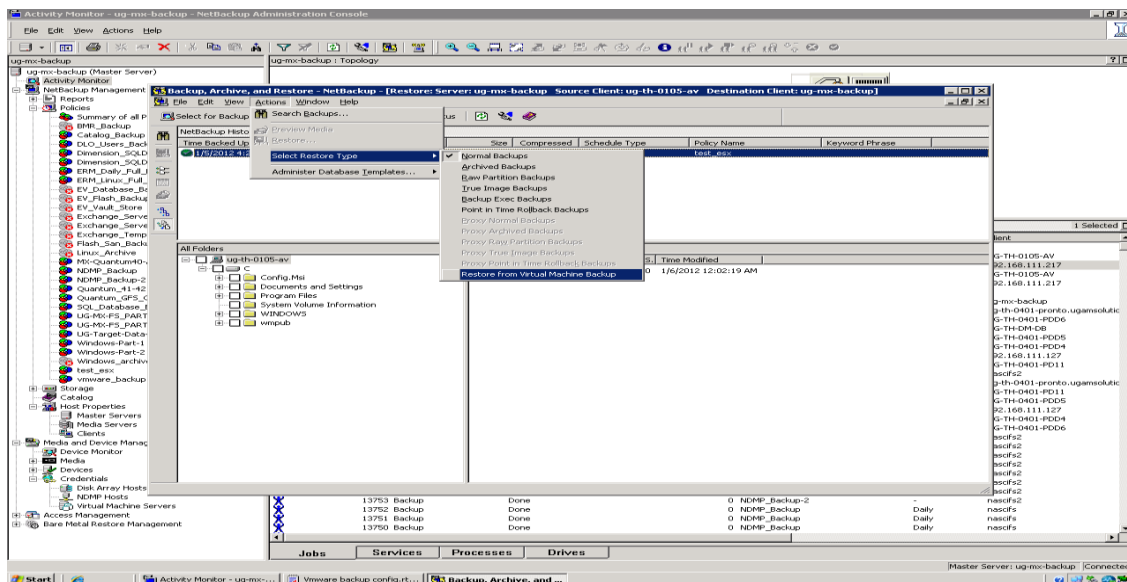 Activity Monitor - ug-mx-backup - NetBackup Administration Console
File Edit View Actions Help
ug-mx-backup
ug-mx-backup : Topology
ug-mx-backup (Master Server)
Activity Monitor
NetBackup Management
Reports
Policies
Summary of all P
BMR_Backup
Catalog_Backup
DLO_Users_Back
Dimension_SQLD
Dimension_SQLD
ERM_Daily_Full_I
ERM_Linux_Full_
EV_Database_Ba
EV_Flash_Backup
EV_Vault_Store
Exchange_Serve
Exchange_Serve
Exchange_Temp
Flash_San_Backu
Linux_Archive
MX-Quantum40-
NDMP_Backup
NDMP_Backup-2
Quantum_41-42
Quantum_GFS_C
SQL_Database_B
UG-MX-FS_PART
UG-MX-FS_PART
UG-Target-Data-
Windows-Part-1
Windows-Part-2
Windows_archive
test_esx
vmware_backup
Storage
Catalog
Host Properties
Master Servers
Media Servers
Clients
Media and Device Manag
Device Monitor
Media
Devices
Credentials
Disk Array Hosts
NDMP Hosts
Virtual Machine Servers
Access Management
Bare Metal Restore Management
Backup, Archive, and Restore - NetBackup - [Restore: Server: ug-mx-backup Source Client: ug-th-0105-av Destination Client: ug-mx-backup]
File Edit View Actions Window Help
Select for Backup
us
NetBackup Histo
Time Backed Up
Size Compressed Schedule Type Policy Name Keyword Phrase
1/5/2012 4:2
test_esx
Search Backups...
Preview Media
Restore...
Select Restore Type
Administer Database Templates...
Normal Backups
Archived Backups
Raw Partition Backups
True Image Backups
Backup Exec Backups
Point in Time Rollback Backups
Proxy Normal Backups
Proxy Archived Backups
Proxy Raw Partition Backups
Proxy True Image Backups
Proxy Point in Time Rollback Backups
Restore from Virtual Machine Backup
All Folders
ug-th-0105-av
C
Config.Msi
Documents and Settings
Program Files
System Volume Information
WINDOWS
wmpub
S. Time Modified
0 1/6/2012 12:02:19 AM
1 Selected
lient
G-TH-0105-AV
92.168.111.217
G-TH-0105-AV
92.168.111.217
g-mx-backup
g-th-0401-pronto.ugamsolutic
G-TH-0401-PDD6
G-TH-DM-DB
G-TH-0401-PDD5
G-TH-0401-PDD4
92.168.111.127
G-TH-0401-PD11
ascifs2
g-th-0401-pronto.ugamsolutic
G-TH-0401-PD11
G-TH-0401-PDD5
92.168.111.127
G-TH-0401-PDD4
G-TH-0401-PDD6
ascifs2
ascifs2
ascifs2
ascifs2
ascifs2
ascifs2
nascifs2
13753 Backup Done 0 NDMP_Backup-2 - nascifs2
13752 Backup Done 0 NDMP_Backup Daily nascifs
13751 Backup Done 0 NDMP_Backup Daily nascifs
13750 Backup Done 0 NDMP_Backup Daily nascifs
Jobs Services Processes Drives
Master Server: ug-mx-backup Connected
Start
Activity Monitor - ug-mx-...
Vmware backup config.rt...
Backup, Archive, and ...